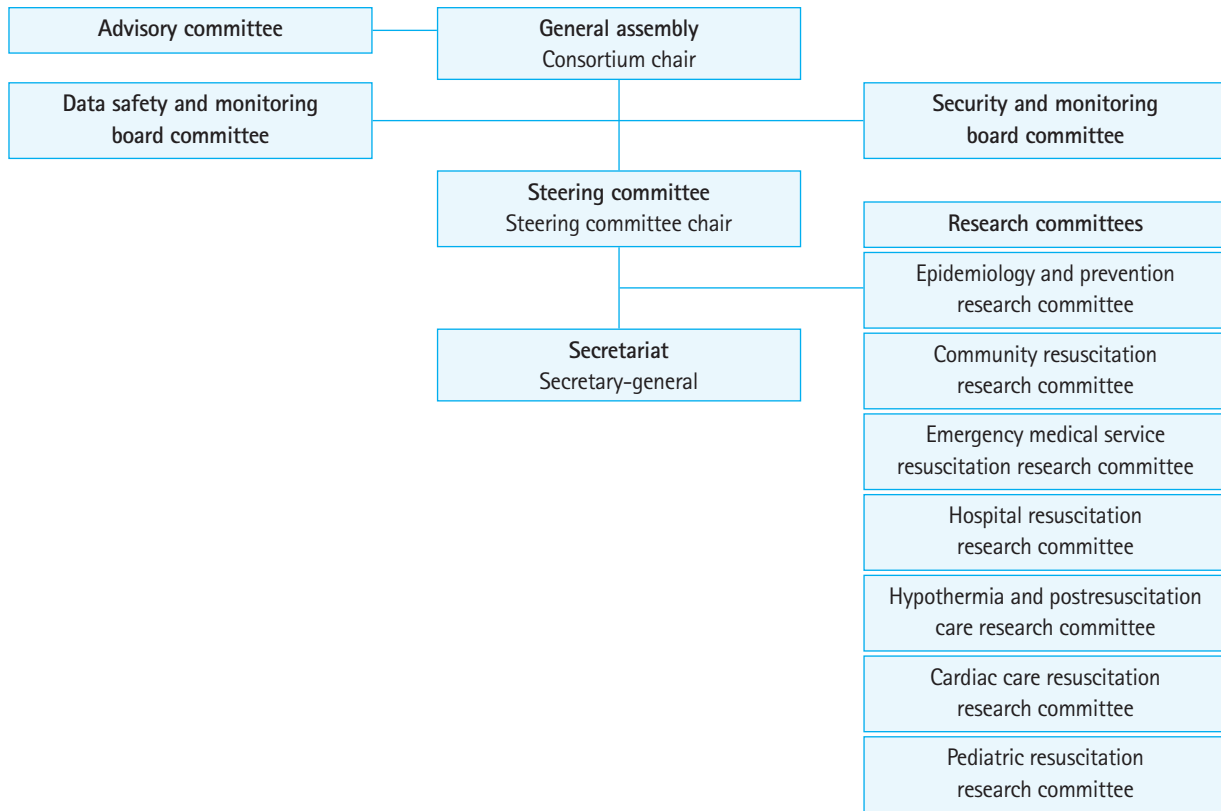 Advisory committee
General assembly
Consortium chair
Data safety and monitoring
board committee
Security and monitoring
board committee
Steering committee
Steering committee chair
Research committees
Epidemiology and prevention
research committee
Secretariat
Secretary-general
Community resuscitation
research committee
Emergency medical service
resuscitation research committee
Hospital resuscitation
research committee
Hypothermia and postresuscitation
care research committee
Cardiac care resuscitation
research committee
Pediatric resuscitation
research committee